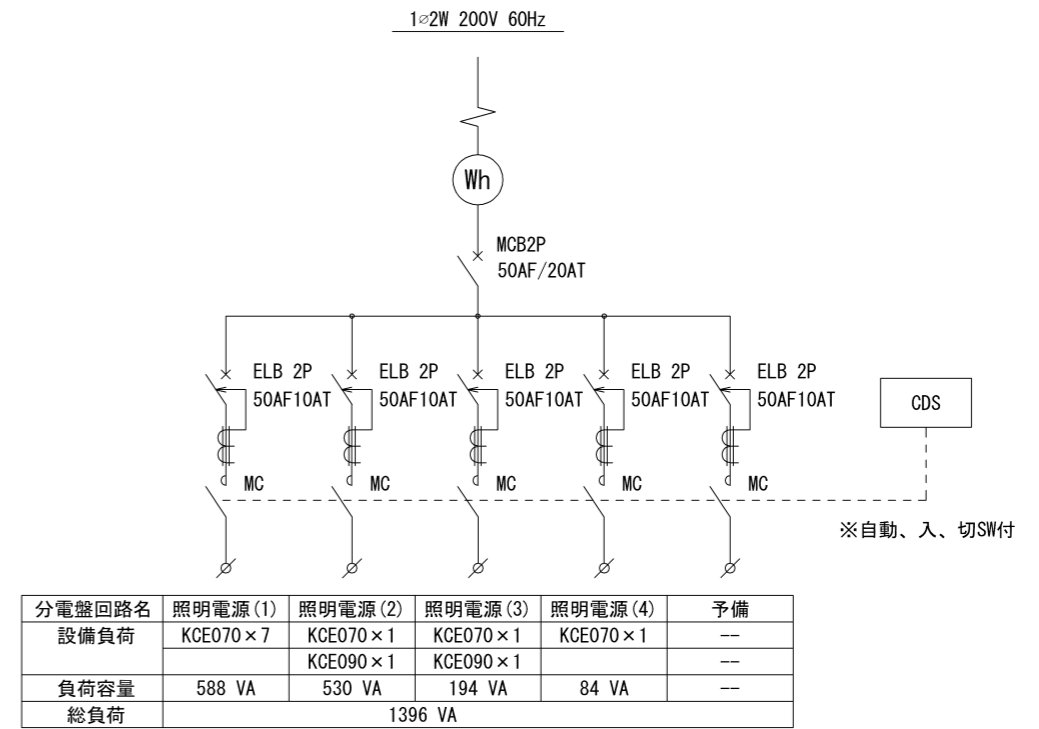 1∅2W 200V 60Hz
Wh
MCB2P
50AF/20AT
ELB 2P ELB 2P ELB 2P ELB 2P ELB 2P
50AF10AT 50AF10AT 50AF10AT 50AF10AT 50AF10AT
CDS
MC MC MC MC MC
※自動、入、切SW付
分電盤回路名 照明電源(1) 照明電源(2) 照明電源(3) 照明電源(4) 予備
設備負荷 KCE070×7 KCE070×1 KCE070×1 KCE070×1 --
KCE090×1 KCE090×1 --
負荷容量 588 VA 530 VA 194 VA 84 VA --
総負荷 1396 VA